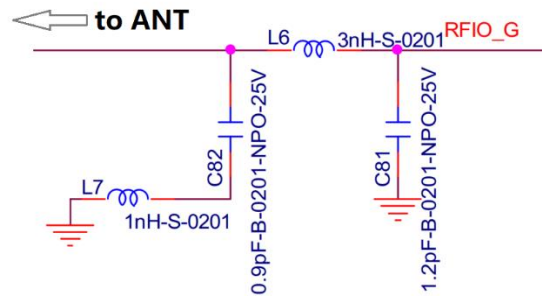 to ANT
L6
3nH-S-0201
RFIO_G
C82
0.9pF-B-0201-NPO-25V
C81
1.2pF-B-0201-NPO-25V
L7
1nH-S-0201